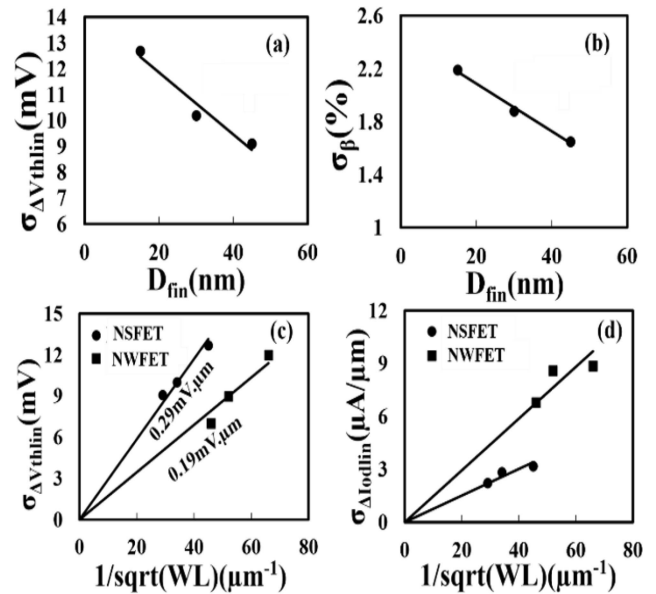 14
13
12
11
10
9
8
7
6
σΔVthlin(mV)
(a)
0 20 40 60
Dfin(nm)
2.6
2.2
1.8
1.4
1
σβ(%)
(b)
0 20 40 60
Dfin(nm)
15
12
9
6
3
0
σΔVthlin(mV)
NSFET
NWFET
(c)
0.29mV.μm
0.19mV.μm
0 20 40 60 80
1/sqrt(WL)(μm⁻¹)
12
9
6
3
0
σΔIodlin(μA/μm)
NSFET
NWFET
(d)
0 20 40 60 80
1/sqrt(WL)(μm⁻¹)